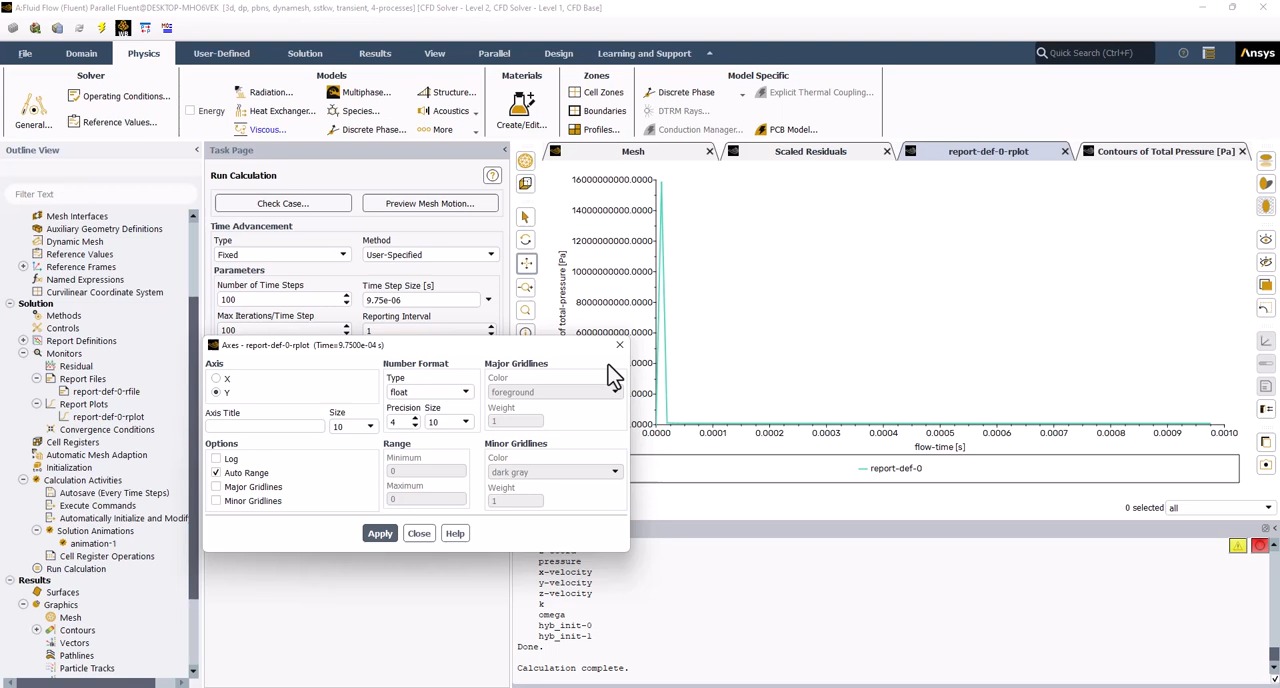 A:Fluid Flow (Fluent) Parallel Fluent@DESKTOP-MHO6VEK [3d, dp, pbns, dynamesh, sstkw, transient, 4-processes] [CFD Solver - Level 2, CFD Solver - Level 1, CFD Base]
File Domain Physics User-Defined Solution Results View Parallel Design Learning and Support Quick Search (Ctrl+F) Ansys
Solver Models Materials Zones Model Specific
General... Operating Conditions... Reference Values...
Energy Radiation... Heat Exchanger... Viscous... Multiphase... Species... Discrete Phase... Structure... Acoustics More
Create/Edit...
Cell Zones Boundaries Profiles...
Discrete Phase DTRM Rays... Conduction Manager... Explicit Thermal Coupling... PCB Model...
Outline View
Filter Text
Mesh Interfaces
Auxiliary Geometry Definitions
Dynamic Mesh
Reference Values
Reference Frames
Named Expressions
Curvilinear Coordinate System
Solution
Methods
Controls
Report Definitions
Monitors
Residual
Report Files
report-def-0-rfile
Report Plots
report-def-0-rplot
Convergence Conditions
Cell Registers
Automatic Mesh Adaption
Initialization
Calculation Activities
Autosave (Every Time Steps)
Execute Commands
Automatically Initialize and Modif
Solution Animations
animation-1
Cell Register Operations
Run Calculation
Results
Surfaces
Graphics
Mesh
Contours
Vectors
Pathlines
Particle Tracks
Task Page
Run Calculation
Check Case... Preview Mesh Motion...
Time Advancement
Type Method
Fixed User-Specified
Parameters
Number of Time Steps Time Step Size [s]
100 9.75e-06
Max Iterations/Time Step Reporting Interval
100 1
Axes - report-def-0-rplot (Time=9.7500e-04 s)
Axis Number Format Major Gridlines
X Type Color
Y float foreground
Axis Title Size Precision Size Weight
10 4 10 1
Options Range Minor Gridlines
Log Minimum Color
Auto Range 0 dark gray
Major Gridlines Maximum Weight
Minor Gridlines 0 1
Apply Close Help
Mesh Scaled Residuals report-def-0-rplot Contours of Total Pressure [Pa]
16000000000.0000
14000000000.0000
12000000000.0000
10000000000.0000
8000000000.0000
6000000000.0000
.0000
.0000
.0000
of total-pressure [Pa]
0.0000 0.0001 0.0002 0.0003 0.0004 0.0005 0.0006 0.0007 0.0008 0.0009 0.0010
flow-time [s]
report-def-0
0 selected all
pressure
x-velocity
y-velocity
z-velocity
k
omega
hyb_init-0
hyb_init-1
Done.
Calculation complete.